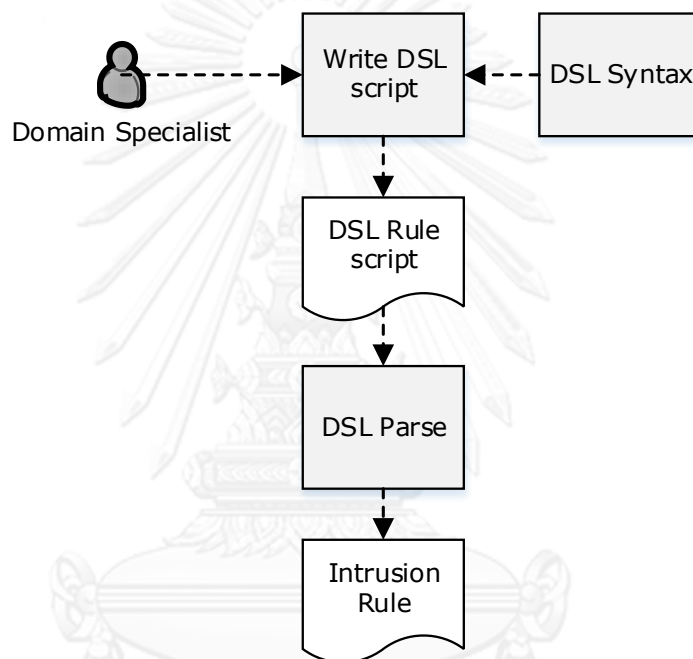 Write DSL
script
DSL Syntax
Domain Specialist
DSL Rule
script
DSL Parse
Intrusion
Rule